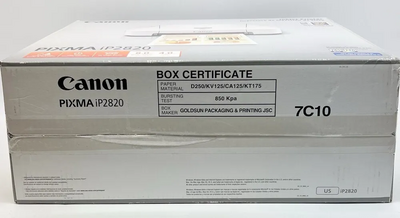 PIXMA iP2820
Canon
PIXMA iP2820
BOX CERTIFICATE
PAPER MATERIAL D250/KV125/CA125/KT175
BURSTING TEST 850 Kpa
BOX MAKER GOLDSUN PACKAGING & PRINTING JSC
7C10
US iP2820